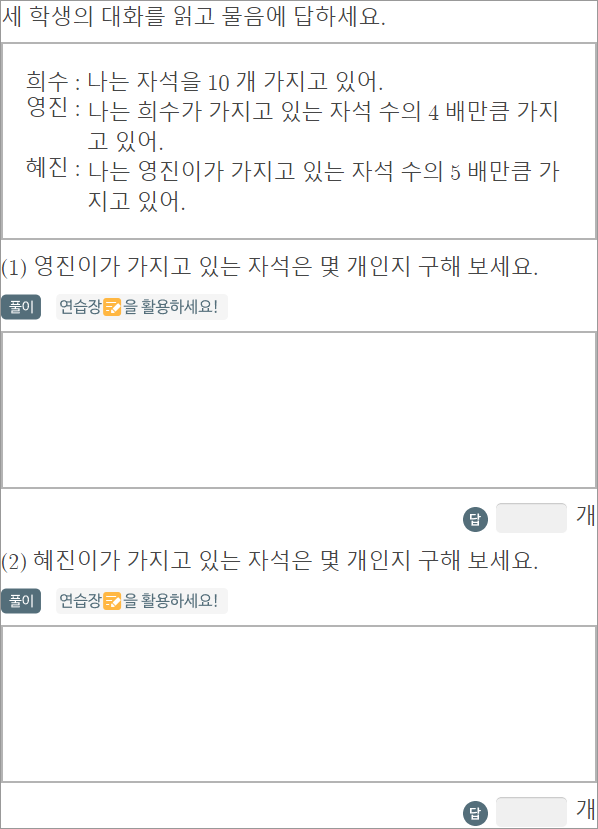 세 학생의 대화를 읽고 물음에 답하세요.
희수 : 나는 자석을 10 개 가지고 있어.
영진 : 나는 희수가 가지고 있는 자석 수의 4 배만큼 가지
고 있어.
혜진 : 나는 영진이가 가지고 있는 자석 수의 5 배만큼 가
지고 있어.
(1) 영진이가 가지고 있는 자석은 몇 개인지 구해 보세요.
풀이 연습장을 활용하세요!
답 개
(2) 혜진이가 가지고 있는 자석은 몇 개인지 구해 보세요.
풀이 연습장을 활용하세요!
답 개